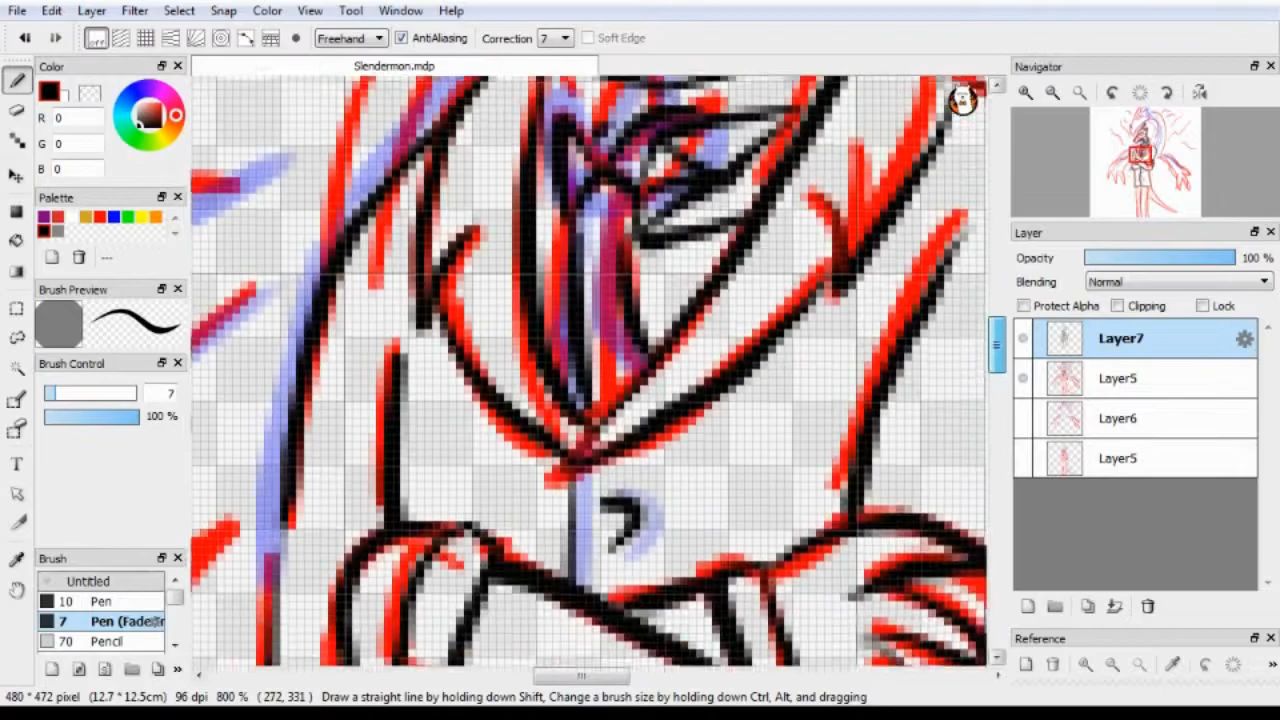 File Edit Layer Filter Select Snap Color View Tool Window Help
off Freehand AntiAliasing Correction 7 Soft Edge
Color
R 0
G 0
B 0
Palette
---
Brush Preview
Brush Control
7
100 %
Brush
Untitled
10 Pen
7 Pen (Fade
70 Pencil
Slendermon.mdp
Navigator
Layer
Opacity 100 %
Blending Normal
Protect Alpha Clipping Lock
Layer7
Layer5
Layer6
Layer5
Reference
480 * 472 pixel (12.7 * 12.5cm) 96 dpi 800 % ( 272, 331 ) Draw a straight line by holding down Shift, Change a brush size by holding down Ctrl, Alt, and dragging